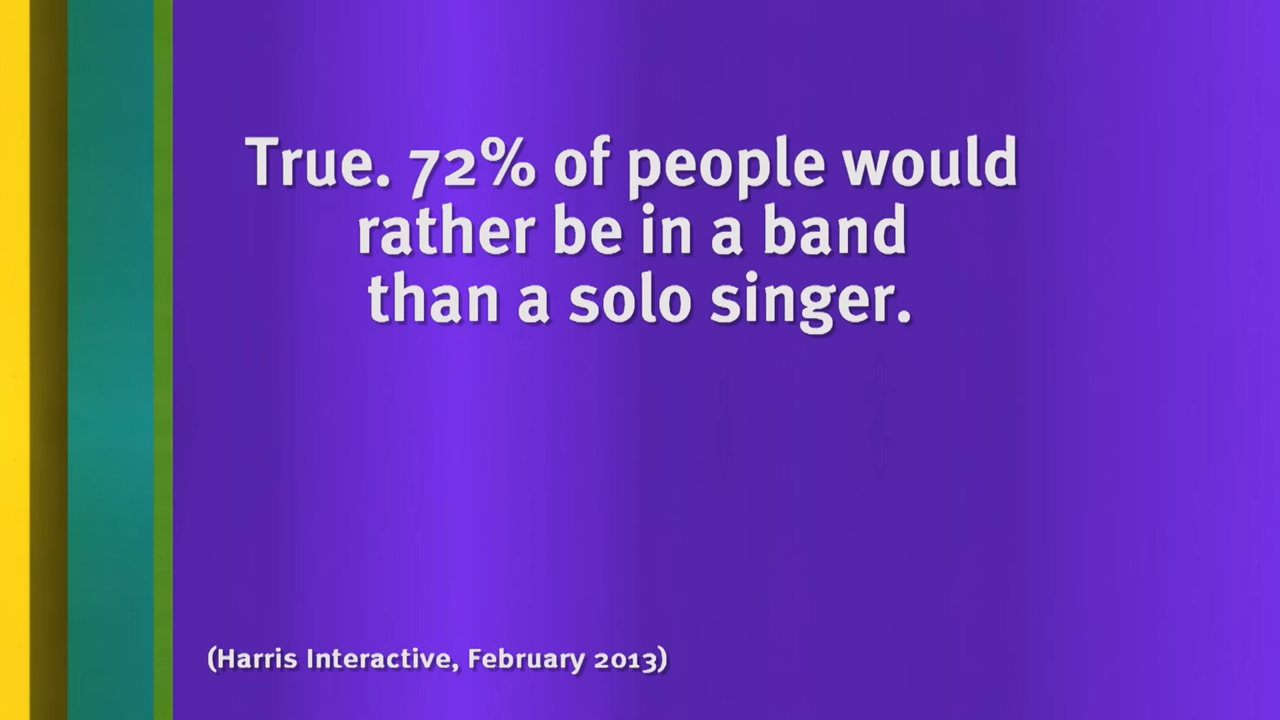 True. 72% of people would
rather be in a band
than a solo singer.
(Harris Interactive, February 2013)